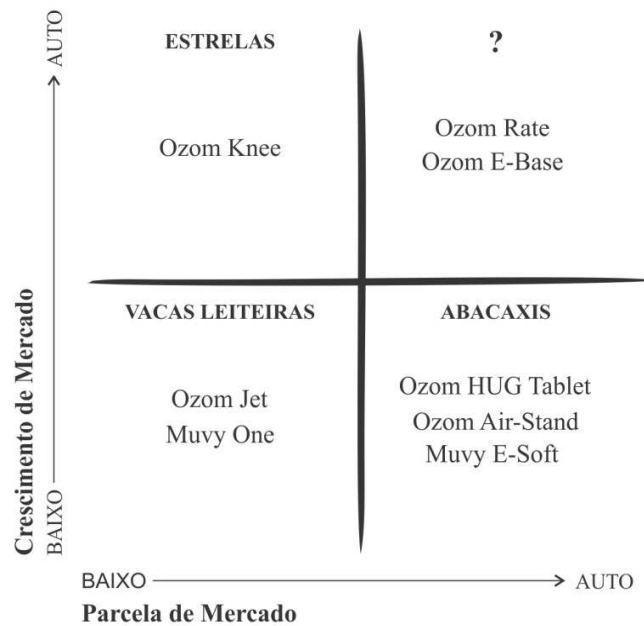 AUTO
ESTRELAS
?
Ozom Knee
Ozom Rate
Ozom E-Base
Crescimento de Mercado
VACAS LEITEIRAS
ABACAXIS
Ozom Jet
Muvy One
Ozom HUG Tablet
Ozom Air-Stand
Muvy E-Soft
BAIXO
BAIXO
AUTO
Parcela de Mercado